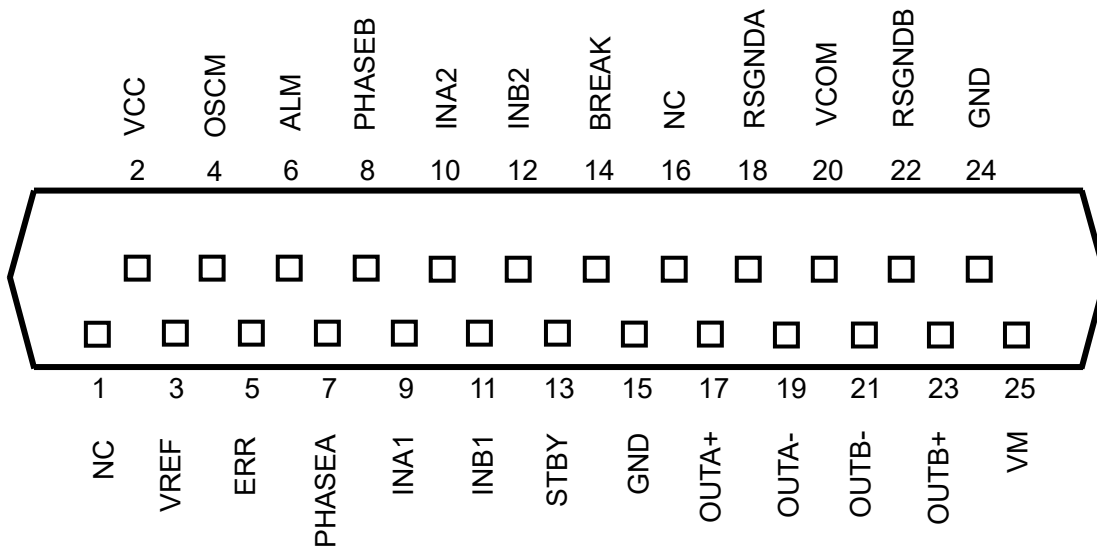 VCC OSCM ALM PHASEB INA2 INB2 BREAK NC RSGNDA VCOM RSGNDB GND
2 4 6 8 10 12 14 16 18 20 22 24
1 3 5 7 9 11 13 15 17 19 21 23 25
NC VREF ERR PHASEA INA1 INB1 STBY GND OUTA+ OUTA- OUTB- OUTB+ VM